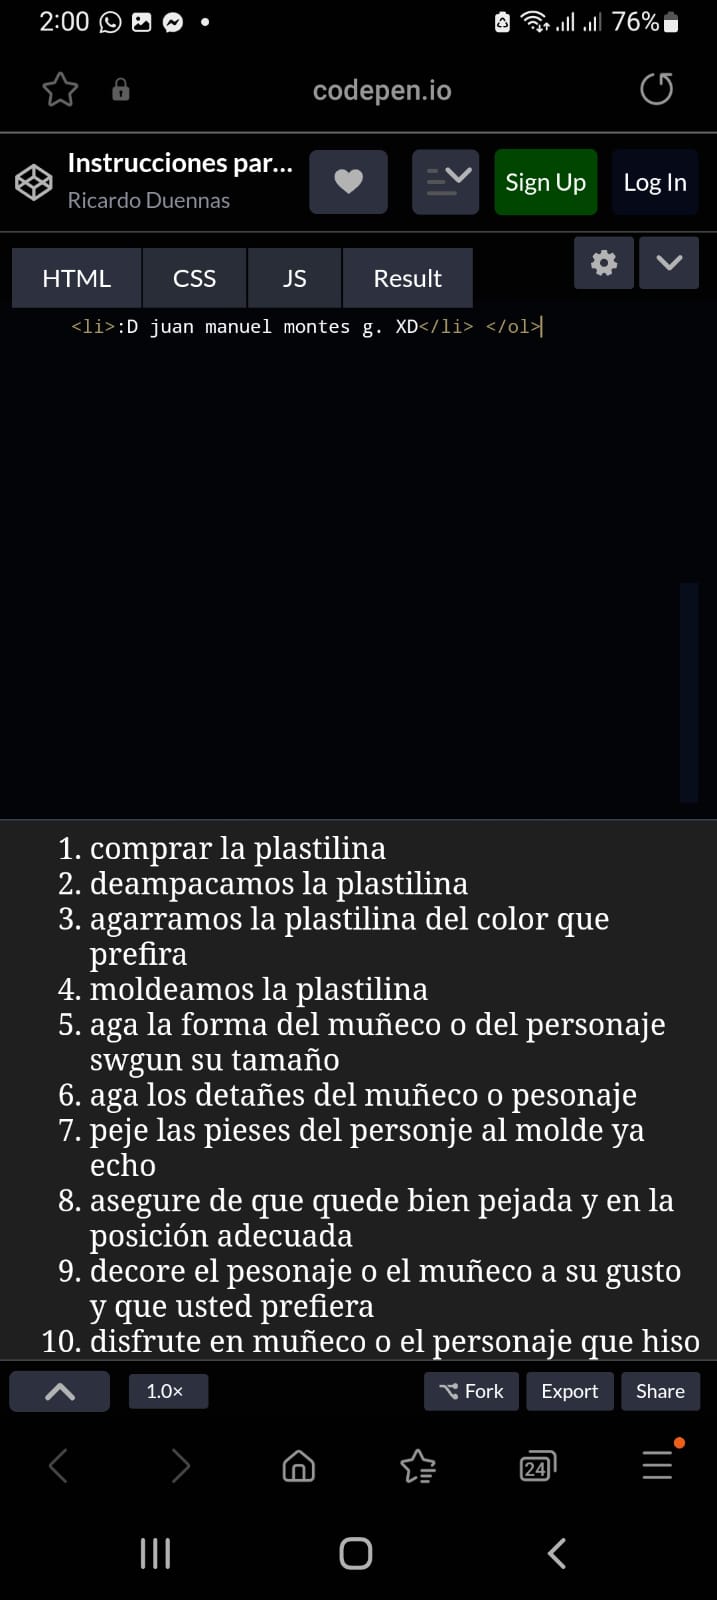 2:00
76%
codepen.io
Instrucciones par...
Ricardo Duennas
Sign Up
Log In
HTML
CSS
JS
Result
<li>:D juan manuel montes g. XD</li> </ol>
1. comprar la plastilina
2. deampacamos la plastilina
3. agarramos la plastilina del color que
prefira
4. moldeamos la plastilina
5. aga la forma del muñeco o del personaje
swgun su tamaño
6. aga los detañes del muñeco o pesonaje
7. peje las pieses del personje al molde ya
echo
8. asegure de que quede bien pejada y en la
posición adecuada
9. decore el pesonaje o el muñeco a su gusto
y que usted prefiera
10. disfrute en muñeco o el personaje que hiso
1.0×
Fork
Export
Share
24